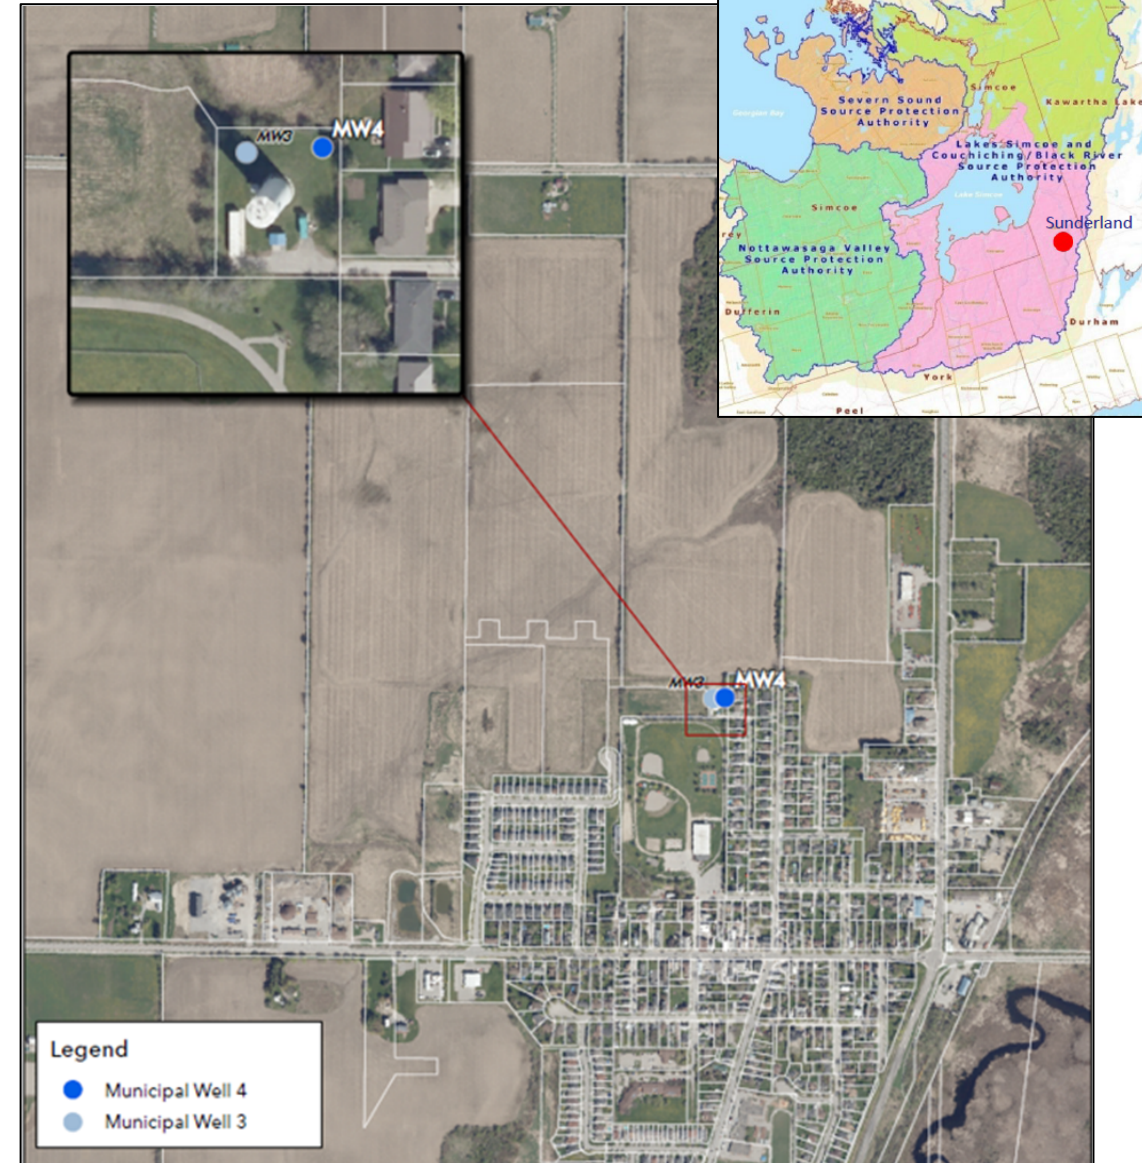 MW3
MW4
Severn Sound
Source Protection
Authority
Simcoe
Kawartha Lake
Georgian Bay
Lakes Simcoe and
Couchiching/Black River
Source Protection
Authority
Lake Simcoe
Simcoe
Sunderland
rey
Nottawasaga Valley
Source Protection
Authority
Dufferin
Durham
York
Peel
MW3
MW4
Legend
Municipal Well 4
Municipal Well 3